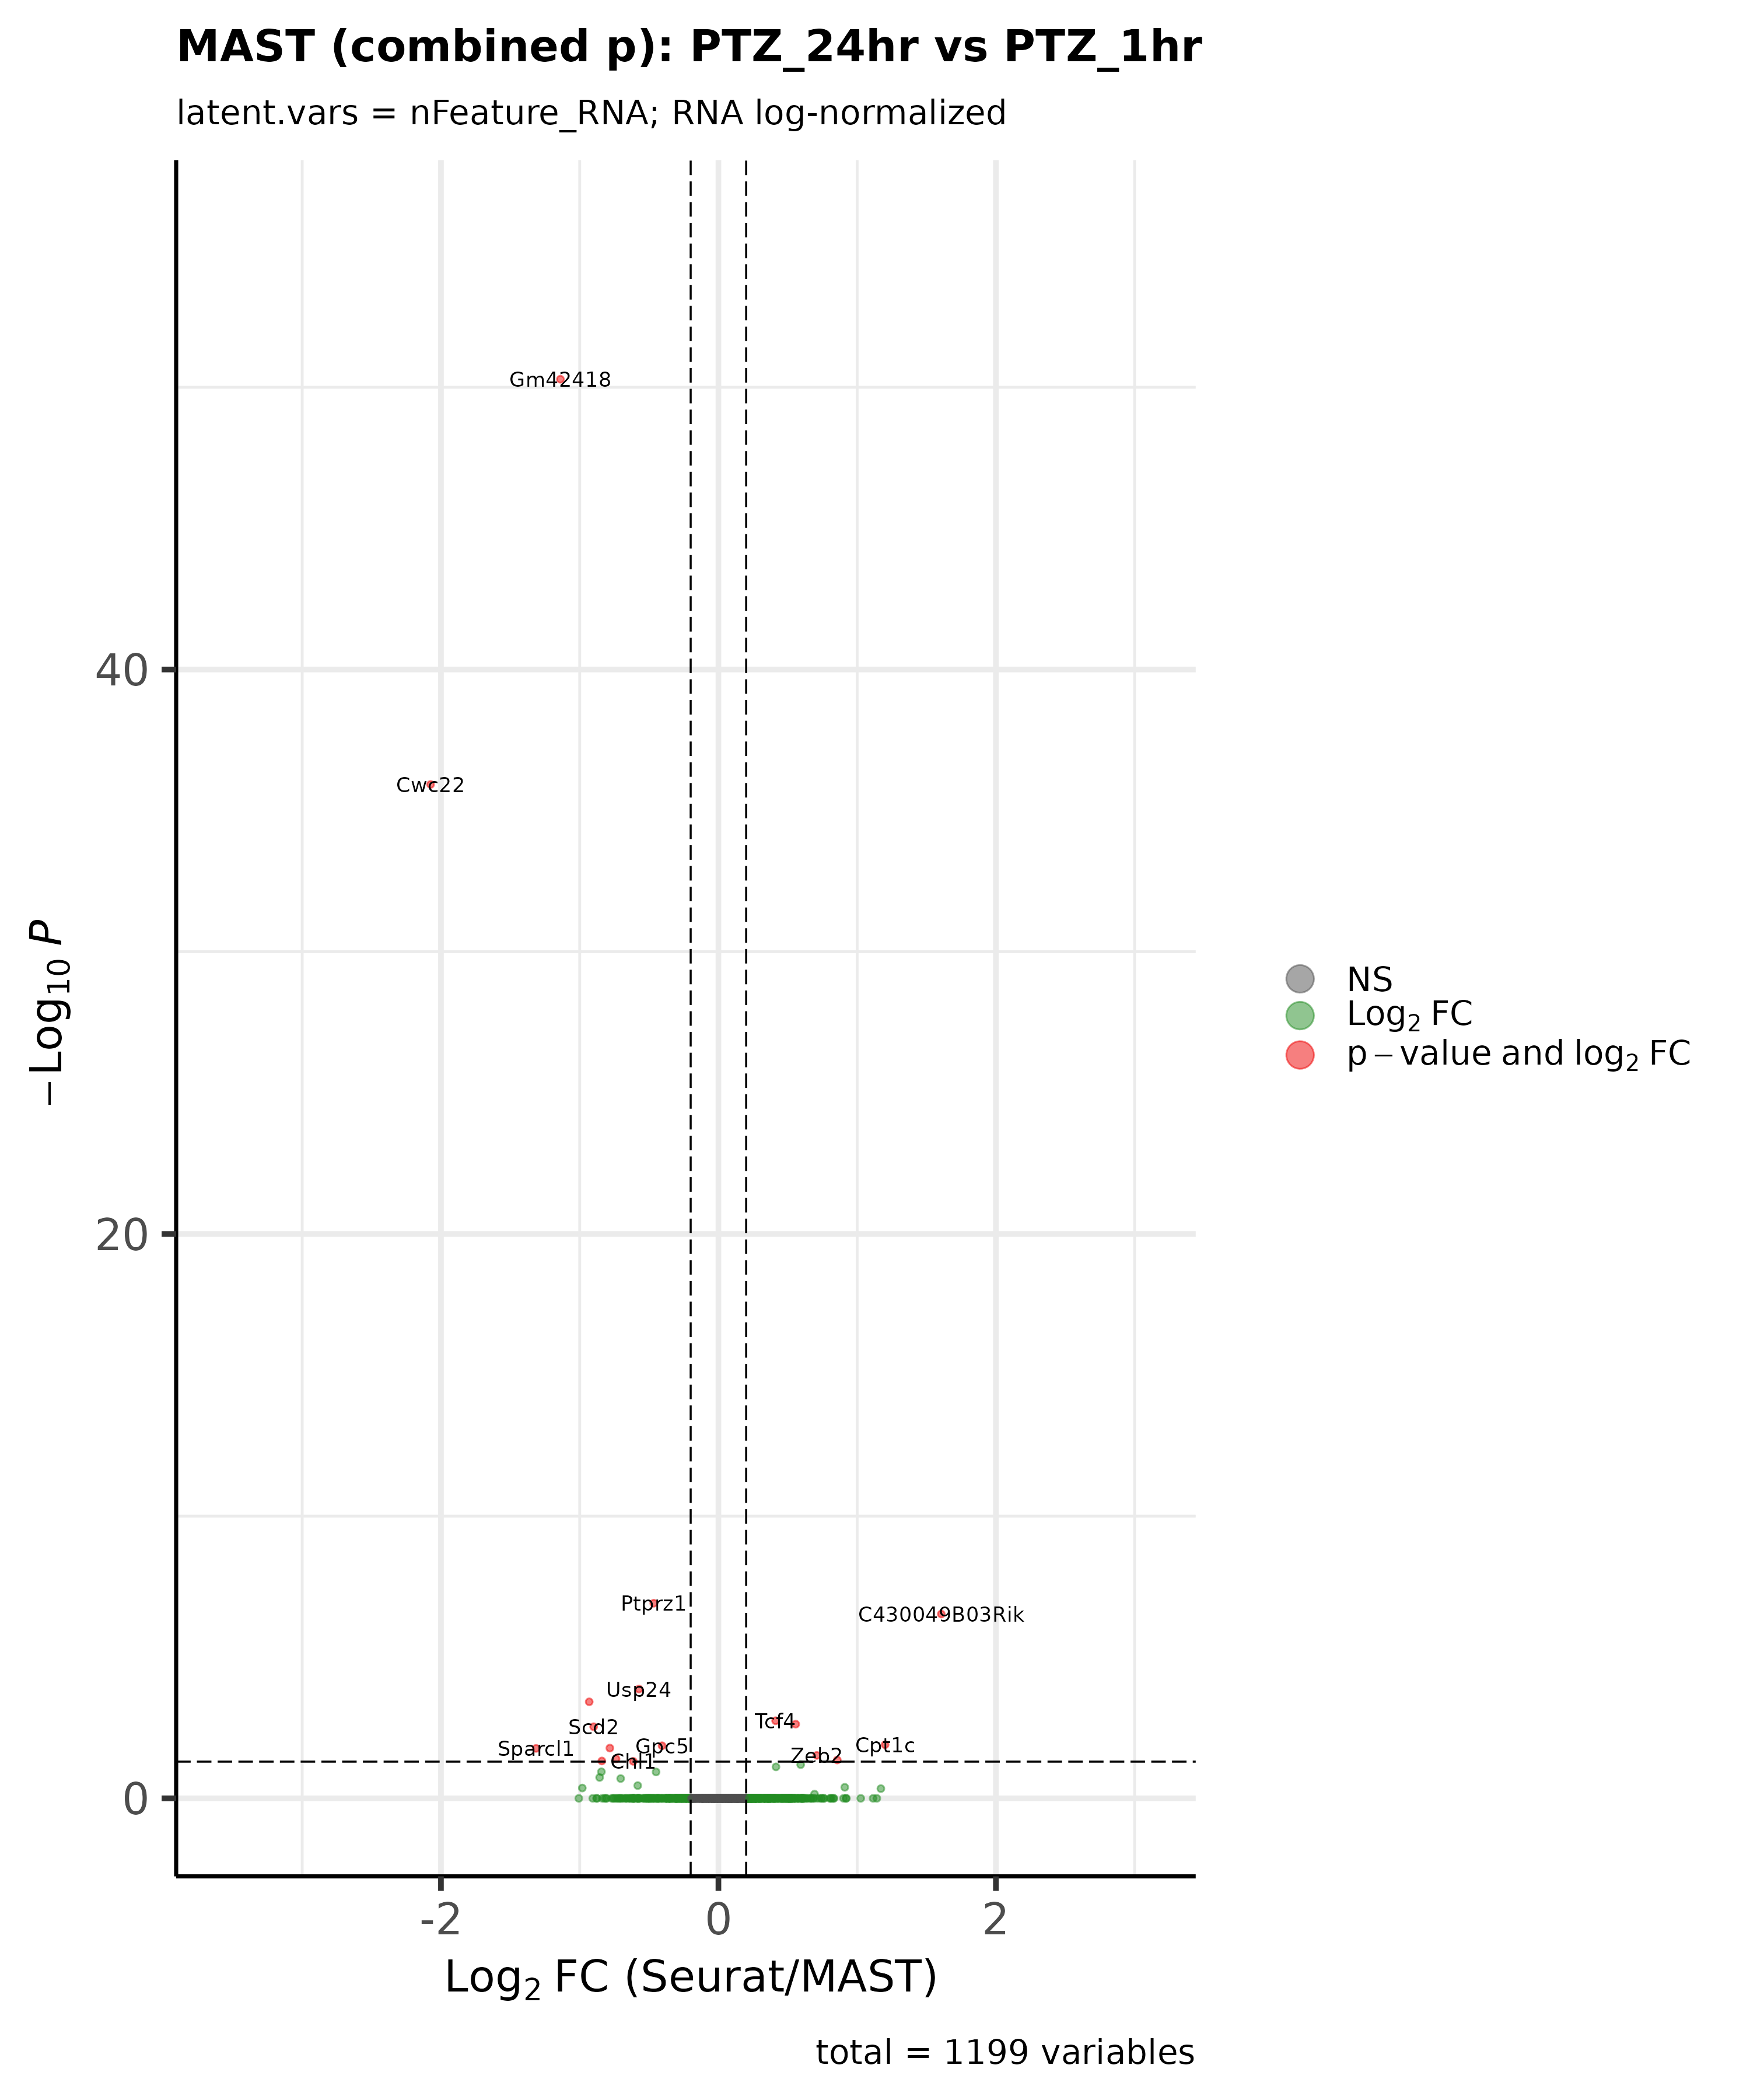 MAST (combined p): PTZ_24hr vs PTZ_1hr
latent.vars = nFeature_RNA; RNA log-normalized
Gm42418
40
Cwc22
−Log10 P
NS
Log2 FC
p−value and log2 FC
20
Ptprz1
C430049B03Rik
Usp24
Scd2
Tcf4
Sparcl1
Gpc5
Chl1
Zeb2
Cpt1c
0
-2
0
2
Log2 FC (Seurat/MAST)
total = 1199 variables